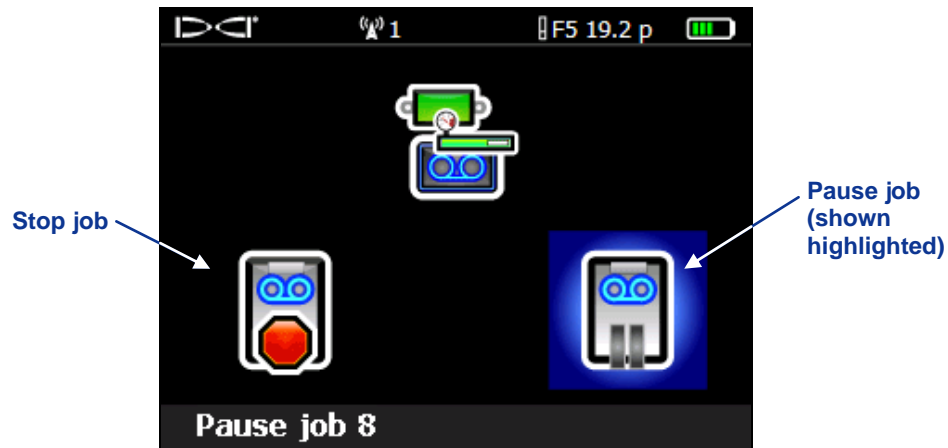 DCI
1
F5 19.2 p
Stop job
Pause job
(shown
highlighted)
Pause job 8